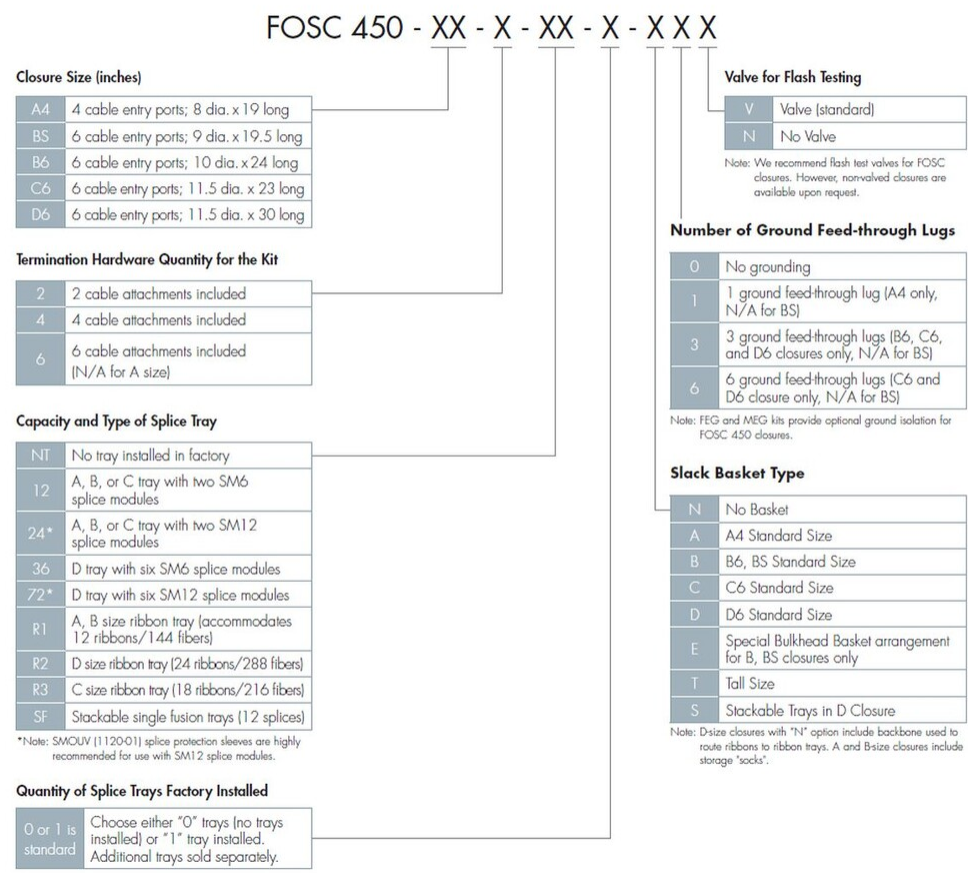 FOSC 450 - XX - X - XX - X - X X X
Closure Size (inches)
A4 4 cable entry ports; 8 dia. x 19 long
BS 6 cable entry ports; 9 dia. x 19.5 long
B6 6 cable entry ports; 10 dia. x 24 long
C6 6 cable entry ports; 11.5 dia. x 23 long
D6 6 cable entry ports; 11.5 dia. x 30 long
Termination Hardware Quantity for the Kit
2 2 cable attachments included
4 4 cable attachments included
6 6 cable attachments included
(N/A for A size)
Capacity and Type of Splice Tray
NT No tray installed in factory
12 A, B, or C tray with two SM6
splice modules
24* A, B, or C tray with two SM12
splice modules
36 D tray with six SM6 splice modules
72* D tray with six SM12 splice modules
R1 A, B size ribbon tray (accommodates
12 ribbons/144 fibers)
R2 D size ribbon tray (24 ribbons/288 fibers)
R3 C size ribbon tray (18 ribbons/216 fibers)
SF Stackable single fusion trays (12 splices)
*Note: SMOUV (1120-01) splice protection sleeves are highly
recommended for use with SM12 splice modules.
Quantity of Splice Trays Factory Installed
0 or 1 is
standard
Choose either "0" trays (no trays
installed) or "1" tray installed.
Additional trays sold separately.
Valve for Flash Testing
V Valve (standard)
N No Valve
Note: We recommend flash test valves for FOSC
closures. However, non-valved closures are
available upon request.
Number of Ground Feed-through Lugs
0 No grounding
1 1 ground feed-through lug (A4 only,
N/A for BS)
3 3 ground feed-through lugs (B6, C6,
and D6 closures only, N/A for BS)
6 6 ground feed-through lugs (C6 and
D6 closure only, N/A for BS)
Note: FEG and MEG kits provide optional ground isolation for
FOSC 450 closures.
Slack Basket Type
N No Basket
A A4 Standard Size
B B6, BS Standard Size
C C6 Standard Size
D D6 Standard Size
E Special Bulkhead Basket arrangement
for B, BS closures only
T Tall Size
S Stackable Trays in D Closure
Note: D-size closures with "N" option include backbone used to
route ribbons to ribbon trays. A and B-size closures include
storage "socks".